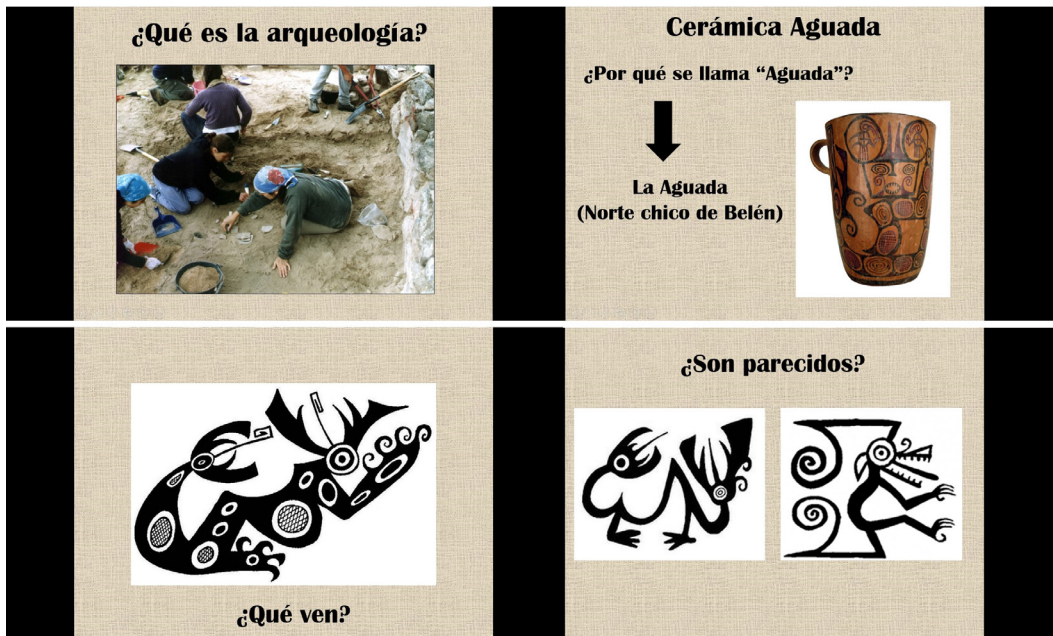 ¿Qué es la arqueología?
Cerámica Aguada
¿Por qué se llama “Aguada”?
La Aguada
(Norte chico de Belén)
¿Qué ven?
¿Son parecidos?